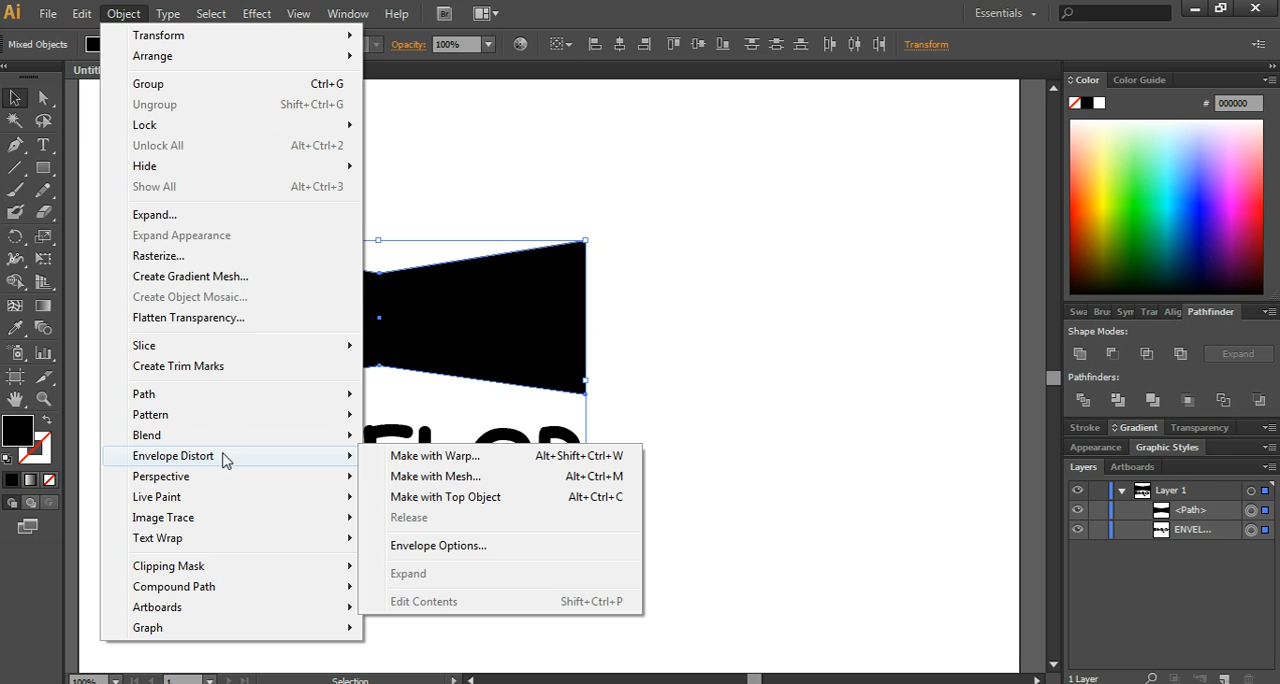 Ai File Edit Object Type Select Effect View Window Help Br Essentials
Mixed Objects Opacity: 100% Transform
Untitl
Transform
Arrange
Group Ctrl+G
Ungroup Shift+Ctrl+G
Lock
Unlock All Alt+Ctrl+2
Hide
Show All Alt+Ctrl+3
Expand...
Expand Appearance
Rasterize...
Create Gradient Mesh...
Create Object Mosaic...
Flatten Transparency...
Slice
Create Trim Marks
Path
Pattern
Blend
Envelope Distort
Perspective
Live Paint
Image Trace
Text Wrap
Clipping Mask
Compound Path
Artboards
Graph
Make with Warp... Alt+Shift+Ctrl+W
Make with Mesh... Alt+Ctrl+M
Make with Top Object Alt+Ctrl+C
Release
Envelope Options...
Expand
Edit Contents Shift+Ctrl+P
Color Color Guide
# 000000
Swa Bru Sym Trar Alig Pathfinder
Shape Modes:
Expand
Pathfinders:
Stroke Gradient Transparency
Appearance Graphic Styles
Layers Artboards
Layer 1
<Path>
ENVEL...
1 Layer
100% 1 Selection